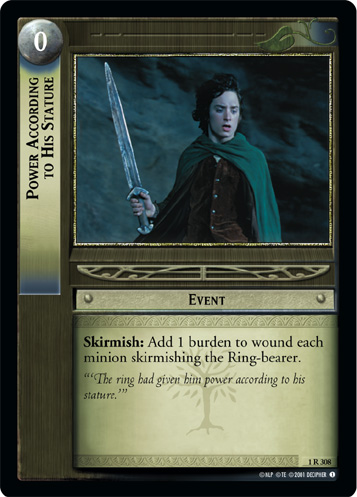 0
POWER ACCORDING
TO HIS STATURE
EVENT
Skirmish: Add 1 burden to wound each
minion skirmishing the Ring-bearer.
“‘The ring had given him power according to his
stature.’”
1 R 308
©NLP ©TE ©2001 DECIPHER 1